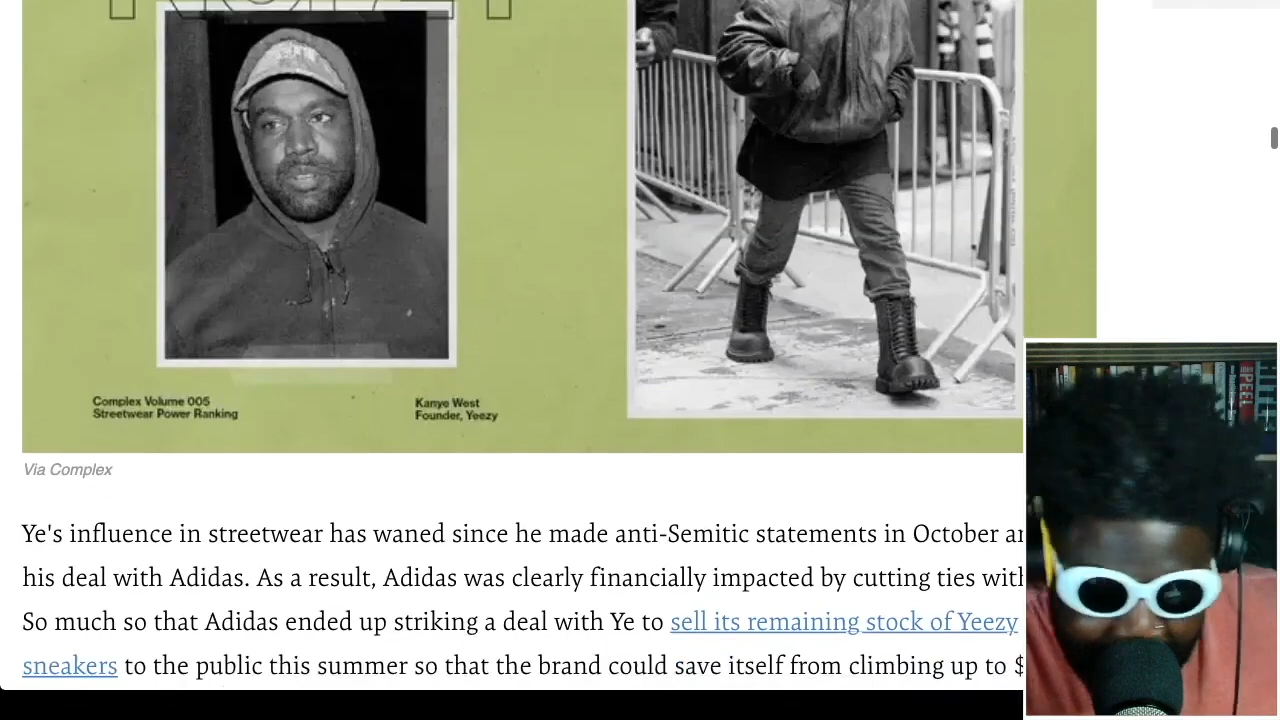 Complex Volume 005
Streetwear Power Ranking
Kanye West
Founder, Yeezy
Via Complex
Ye's influence in streetwear has waned since he made anti-Semitic statements in October
his deal with Adidas. As a result, Adidas was clearly financially impacted by cutting ties with
So much so that Adidas ended up striking a deal with Ye to sell its remaining stock of Yeezy
sneakers to the public this summer so that the brand could save itself from climbing up to $
PEEL